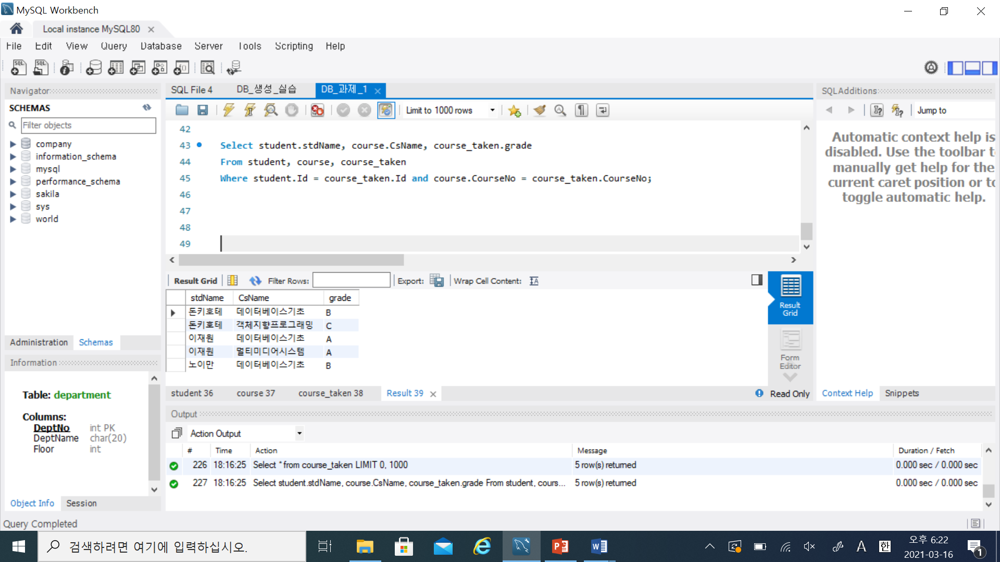 MySQL Workbench
Local instance MySQL80
File Edit View Query Database Server Tools Scripting Help
Navigator
SCHEMAS
Filter objects
company
information_schema
mysql
performance_schema
sakila
sys
world
Administration Schemas
Information
Table: department
Columns:
DeptNo int PK
DeptName char(20)
Floor int
Object Info Session
Query Completed
SQL File 4 DB_생성_실습 DB_과제_1
Limit to 1000 rows
42
43 Select student.stdName, course.CsName, course_taken.grade
44 From student, course, course_taken
45 Where student.Id = course_taken.Id and course.CourseNo = course_taken.CourseNo;
46
47
48
49
Result Grid Filter Rows: Export: Wrap Cell Content:
stdName CsName grade
돈키호테 데이터베이스기초 B
돈키호테 객체지향프로그래밍 C
이재원 데이터베이스기초 A
이재원 멀티미디어시스템 A
노이만 데이터베이스기초 B
Result Grid
Form Editor
student 36 course 37 course_taken 38 Result 39
Read Only
SQLAdditions
Jump to
Automatic context help is
disabled. Use the toolbar t
manually get help for the
current caret position or to
toggle automatic help.
Context Help Snippets
Output
Action Output
# Time Action Message Duration / Fetch
226 18:16:25 Select * from course_taken LIMIT 0, 1000 5 row(s) returned 0.000 sec / 0.000 sec
227 18:16:25 Select student.stdName, course.CsName, course_taken.grade From student, cours... 5 row(s) returned 0.000 sec / 0.000 sec
검색하려면 여기에 입력하십시오.
A 한
오후 6:22
2021-03-16
1